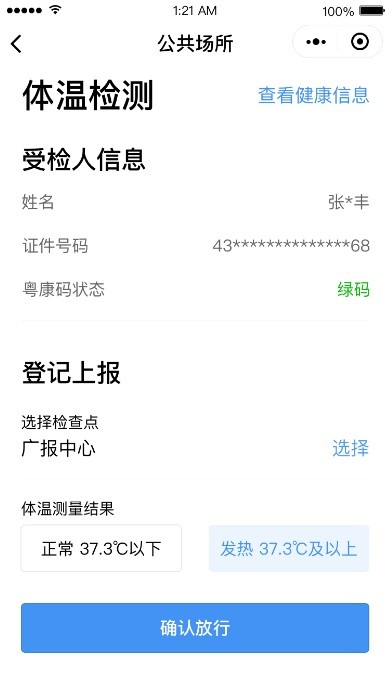 1:21 AM
100%
公共场所
体温检测
查看健康信息
受检人信息
姓名
张*丰
证件号码
43**************68
粤康码状态
绿码
登记上报
选择检查点
广报中心
选择
体温测量结果
正常 37.3℃以下
发热 37.3℃及以上
确认放行